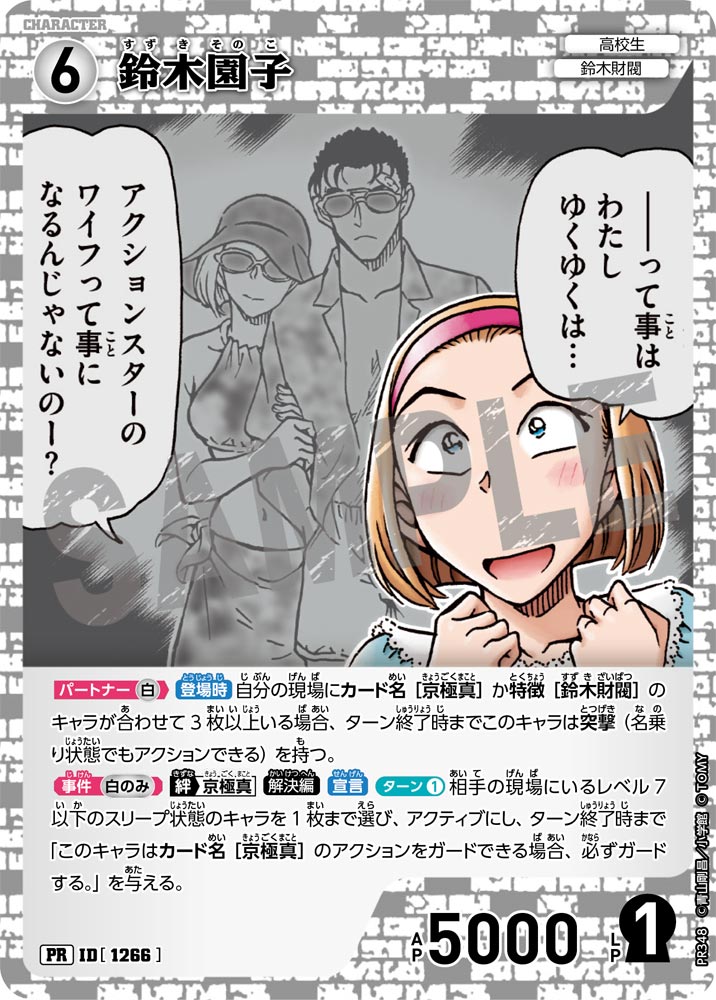 CHARACTER
6
すずきそのこ
鈴木園子
高校生
鈴木財閥
――って事は
わたし
ゆくゆくは…
アクションスターの
ワイフって事に
なるんじゃないのー？
SAMPLE
パートナー 白 登場時 自分の現場にカード名［京極真］か特徴［鈴木財閥］の
キャラが合わせて3枚以上いる場合、ターン終了時までこのキャラは突撃（名乗
り状態でもアクションできる）を持つ。
事件 白のみ 絆 京極真 解決編 宣言 ターン① 相手の現場にいるレベル7
以下のスリープ状態のキャラを1枚まで選び、アクティブにし、ターン終了時まで
「このキャラはカード名［京極真］のアクションをガードできる場合、必ずガード
する。」を与える。
PR ID[ 1266 ]
AP 5000
LP 1
PR348 ©青山剛昌／小学館 ©TOMY